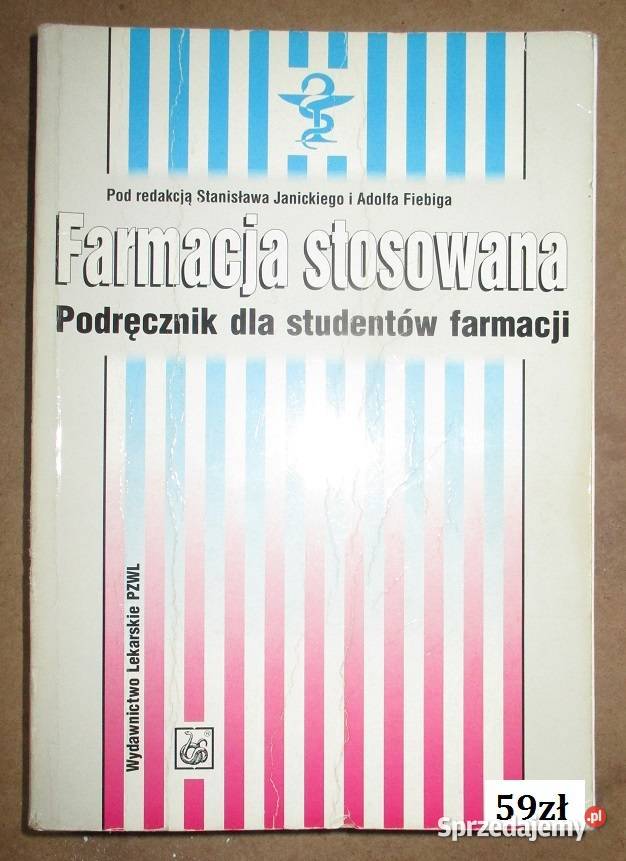 Pod redakcją Stanisława Janickiego i Adolfa Fiebiga
Farmacja stosowana
Podręcznik dla studentów farmacji
Wydawnictwo Lekarskie PZWL
®
59zł
Sprzedajemy.pl